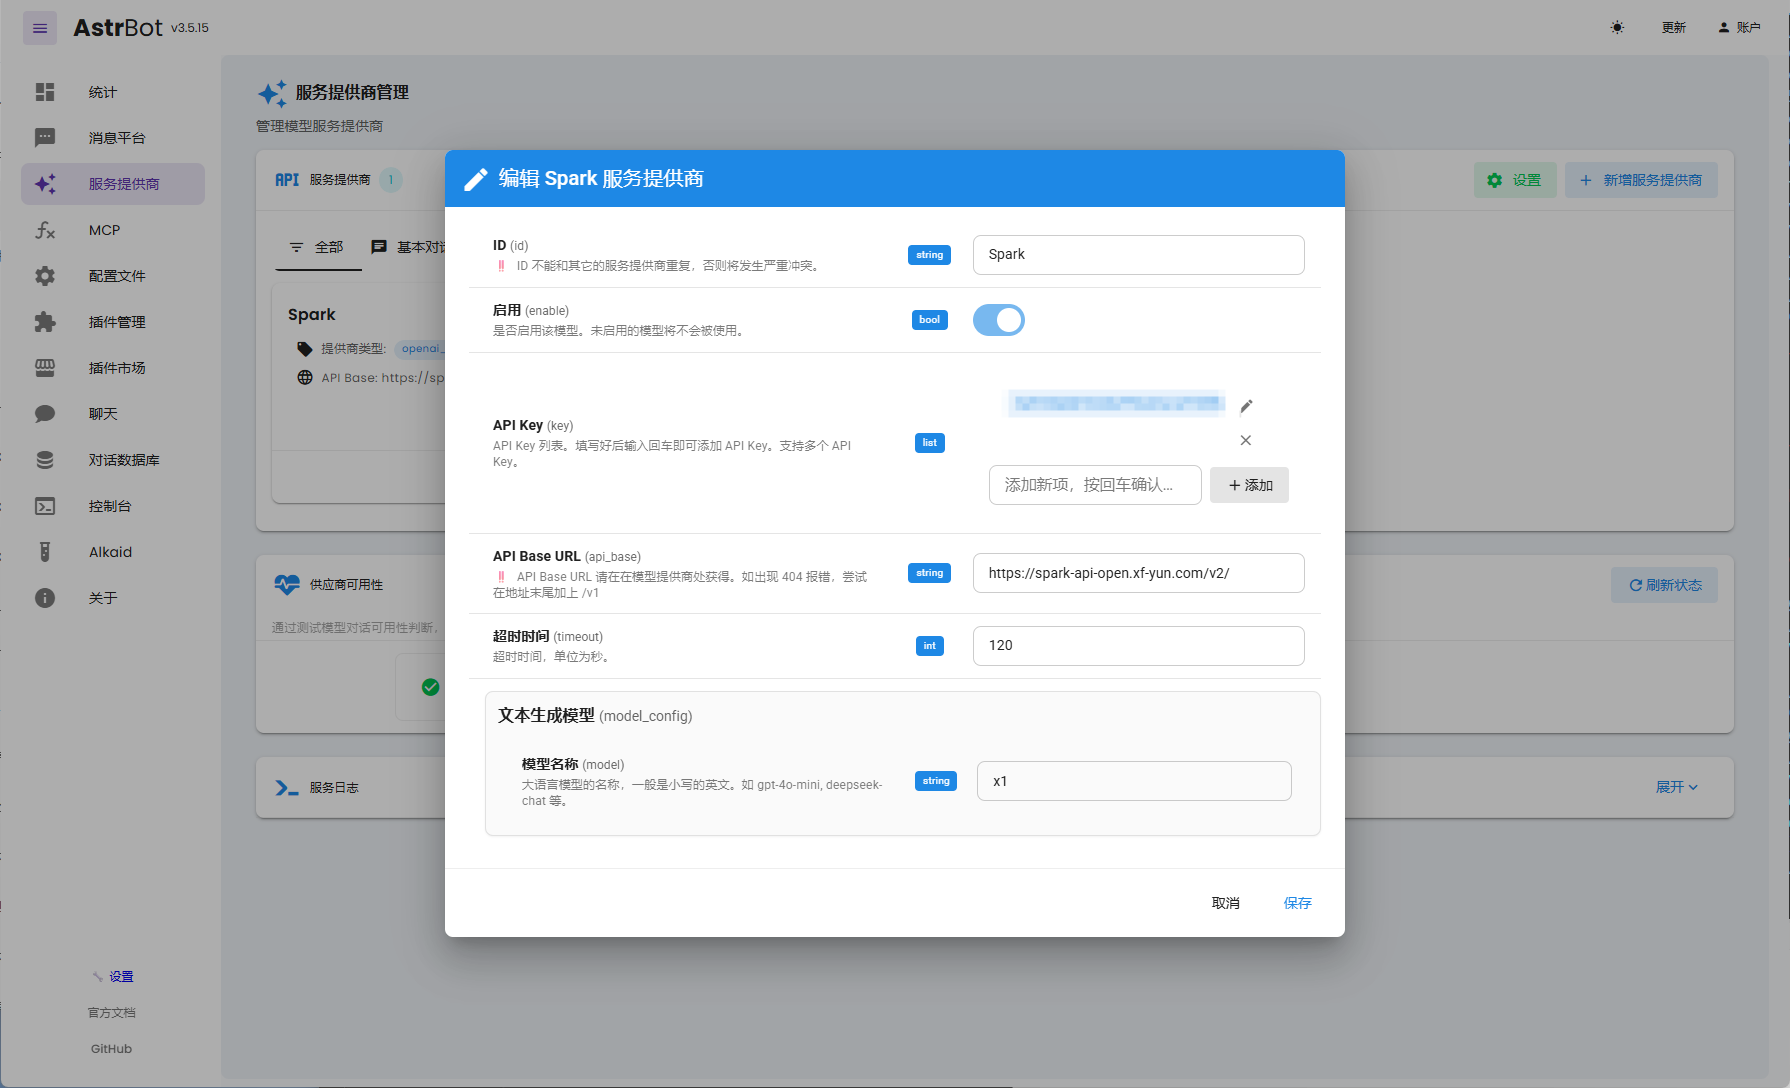 AstrBot v3.5.15
更新
账户
统计
消息平台
服务提供商
MCP
配置文件
插件管理
插件市场
聊天
对话数据库
控制台
Alkaid
关于
设置
官方文档
GitHub
服务提供商管理
管理模型服务提供商
API 服务提供商 1
设置
+ 新增服务提供商
全部
基本对话
Spark
提供商类型: openai_
API Base: https://sp
供应商可用性
刷新状态
通过测试模型对话可用性判断，
服务日志
展开
编辑 Spark 服务提供商
ID (id)
‼ ID 不能和其它的服务提供商重复，否则将发生严重冲突。
string
Spark
启用 (enable)
是否启用该模型。未启用的模型将不会被使用。
bool
API Key (key)
API Key 列表。填写好后输入回车即可添加 API Key。支持多个 API
Key。
list
添加新项，按回车确认...
+ 添加
API Base URL (api_base)
‼ API Base URL 请在在模型提供商处获得。如出现 404 报错，尝试
在地址末尾加上 /v1
string
https://spark-api-open.xf-yun.com/v2/
超时时间 (timeout)
超时时间，单位为秒。
int
120
文本生成模型 (model_config)
模型名称 (model)
大语言模型的名称，一般是小写的英文。如 gpt-4o-mini, deepseek-
chat 等。
string
x1
取消
保存